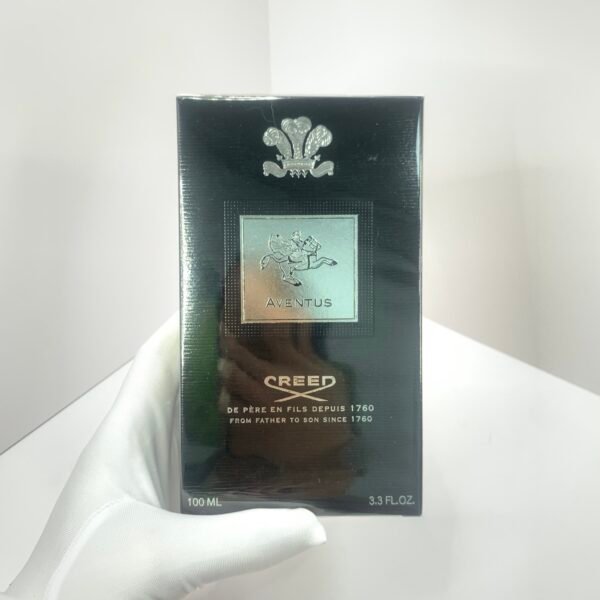 AVENTUS
CREED
DE PÈRE EN FILS DEPUIS 1760
FROM FATHER TO SON SINCE 1760
100 ML 3.3 FL.OZ.